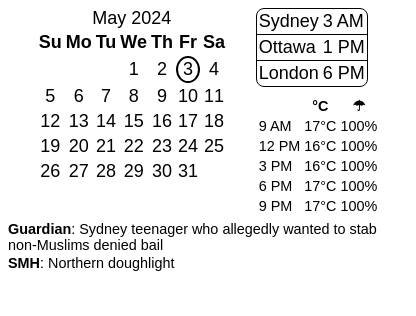 May 2024
Su Mo Tu We Th Fr Sa
1 2 3 4
5 6 7 8 9 10 11
12 13 14 15 16 17 18
19 20 21 22 23 24 25
26 27 28 29 30 31
Sydney 3 AM
Ottawa 1 PM
London 6 PM
°C ☂
9 AM 17°C 100%
12 PM 16°C 100%
3 PM 16°C 100%
6 PM 17°C 100%
9 PM 17°C 100%
Guardian: Sydney teenager who allegedly wanted to stab
non-Muslims denied bail
SMH: Northern doughlight